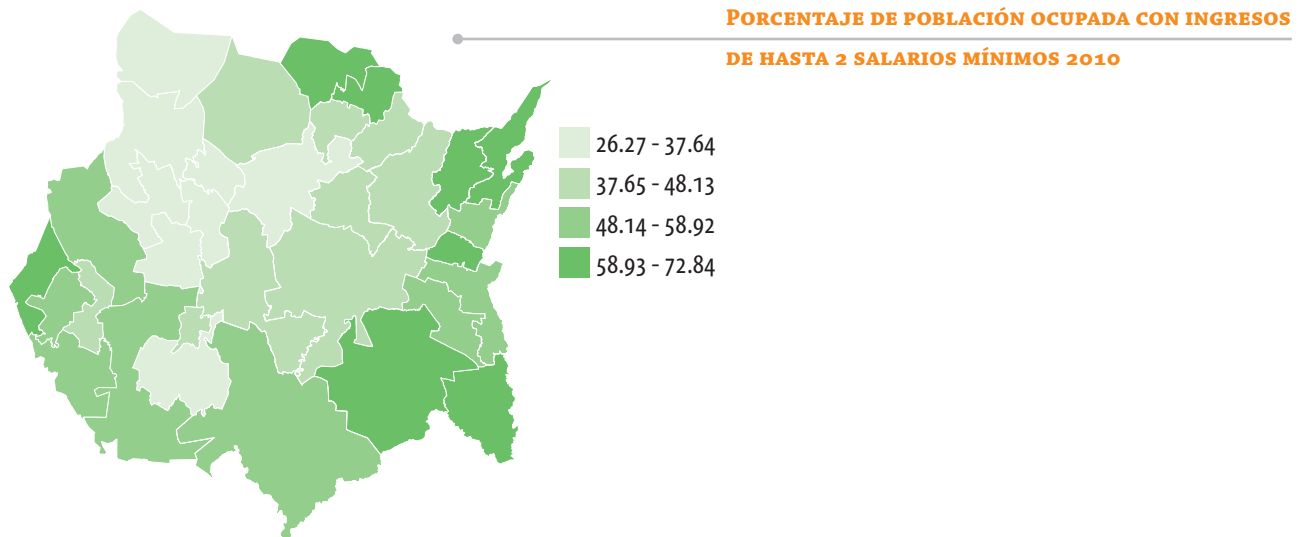 Porcentaje de población ocupada con ingresos
de hasta 2 salarios mínimos 2010
26.27 - 37.64
37.65 - 48.13
48.14 - 58.92
58.93 - 72.84